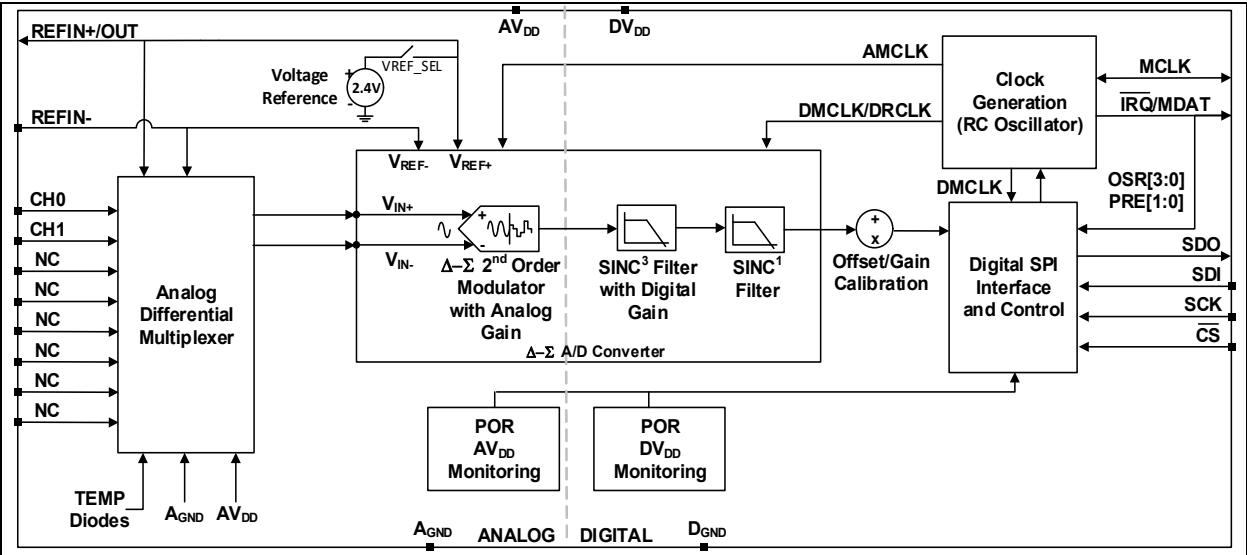 AVDD
DVDD
REFIN+/OUT
VREF_SEL
AMCLK
Voltage
Reference
+
2.4V
-
Clock
Generation
(RC Oscillator)
MCLK
IRQ/MDAT
REFIN-
DMCLK/DRCLK
VREF-
VREF+
DMCLK
OSR[3:0]
PRE[1:0]
CH0
CH1
NC
NC
NC
NC
NC
NC
Analog
Differential
Multiplexer
VIN+
VIN-
+
-
Δ–Σ 2nd Order
Modulator
with Analog
Gain
SINC3 Filter
with Digital
Gain
SINC1
Filter
+
x
Offset/Gain
Calibration
Digital SPI
Interface
and Control
SDO
SDI
SCK
CS
Δ–Σ A/D Converter
POR
AVDD
Monitoring
POR
DVDD
Monitoring
TEMP
Diodes
AGND
AVDD
AGND
ANALOG
DIGITAL
DGND